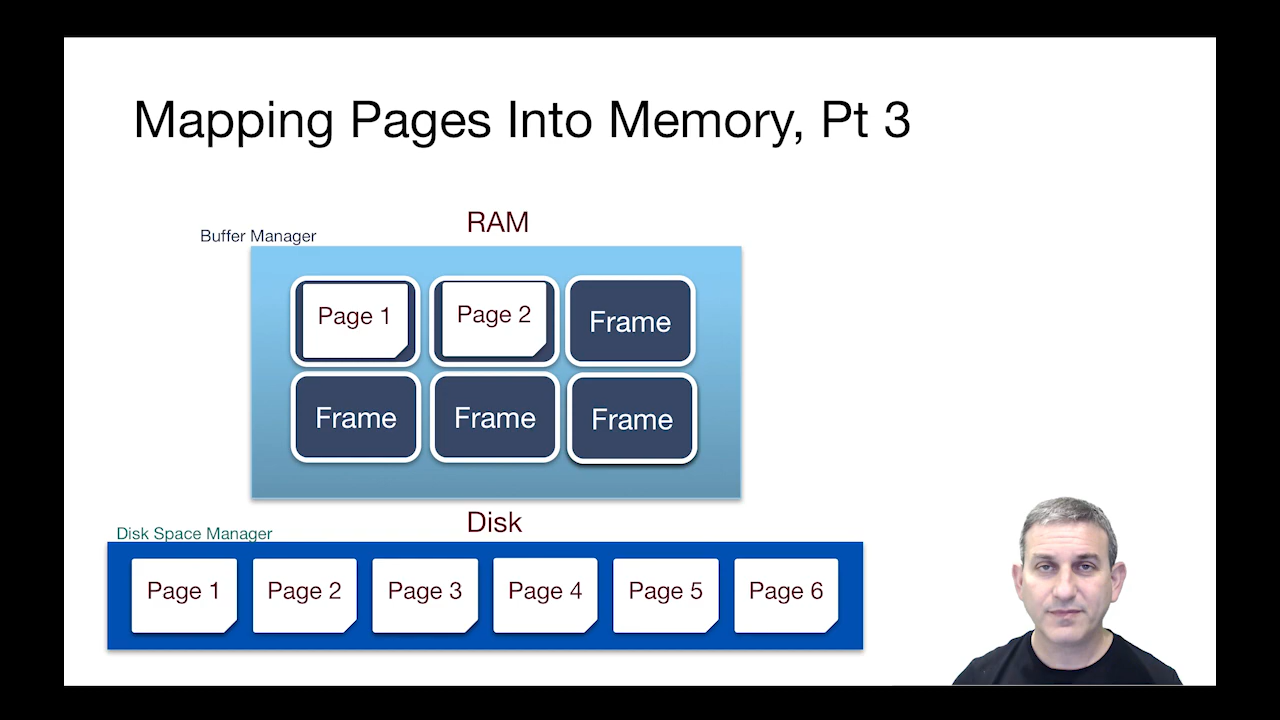 Mapping Pages Into Memory, Pt 3
RAM
Buffer Manager
Page 1 Page 2 Frame
Frame Frame Frame
Disk
Disk Space Manager
Page 1 Page 2 Page 3 Page 4 Page 5 Page 6